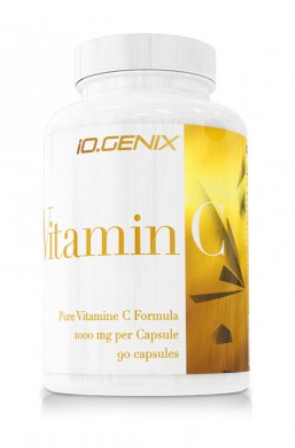 iO.GENIX
Vitamin C
Pure Vitamine C Formula
1000 mg per Capsule
90 capsules